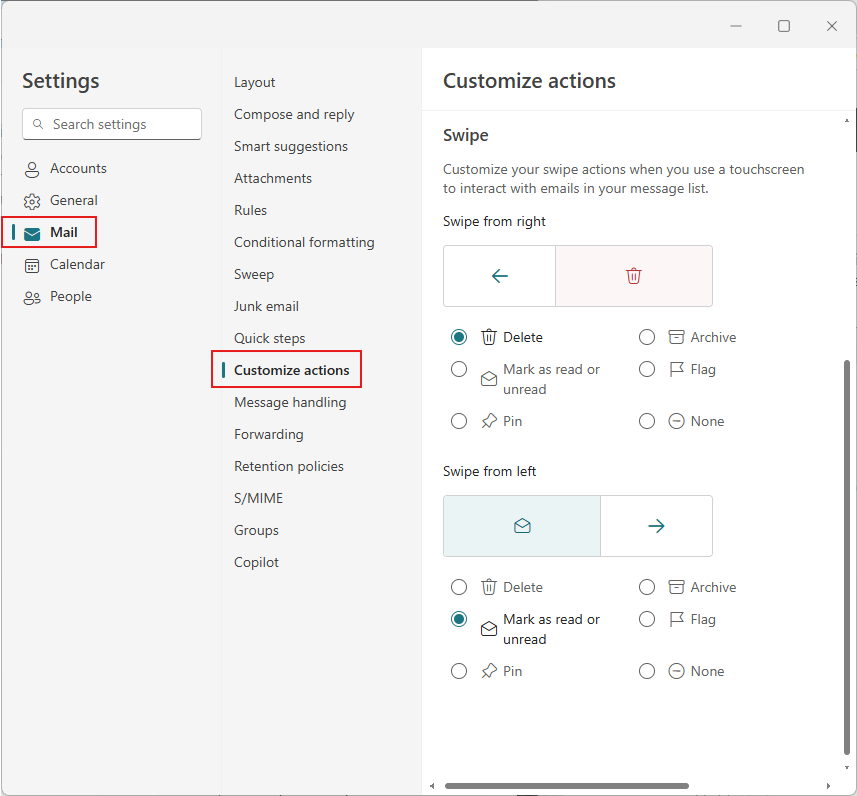 Settings
Search settings
Accounts
General
Mail
Calendar
People
Layout
Compose and reply
Smart suggestions
Attachments
Rules
Conditional formatting
Sweep
Junk email
Quick steps
Customize actions
Message handling
Forwarding
Retention policies
S/MIME
Groups
Copilot
Customize actions
Swipe
Customize your swipe actions when you use a touchscreen
to interact with emails in your message list.
Swipe from right
Delete
Archive
Mark as read or
unread
Flag
Pin
None
Swipe from left
Delete
Archive
Mark as read or
unread
Flag
Pin
None